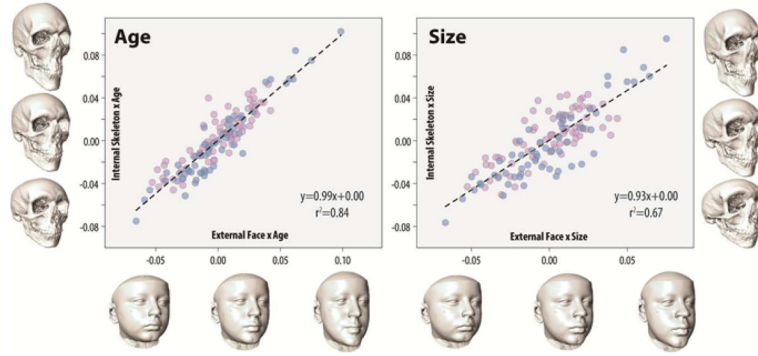 Age
0.08
0.04
0.00
-0.04
-0.08
Internal Skeleton x Age
y=0.99x+0.00
r²=0.84
External Face x Age
-0.05
0.00
0.05
0.10
Size
0.08
0.04
0.00
-0.04
-0.08
Internal Skeleton x Size
y=0.93x+0.00
r²=0.67
External Face x Size
-0.05
0.00
0.05